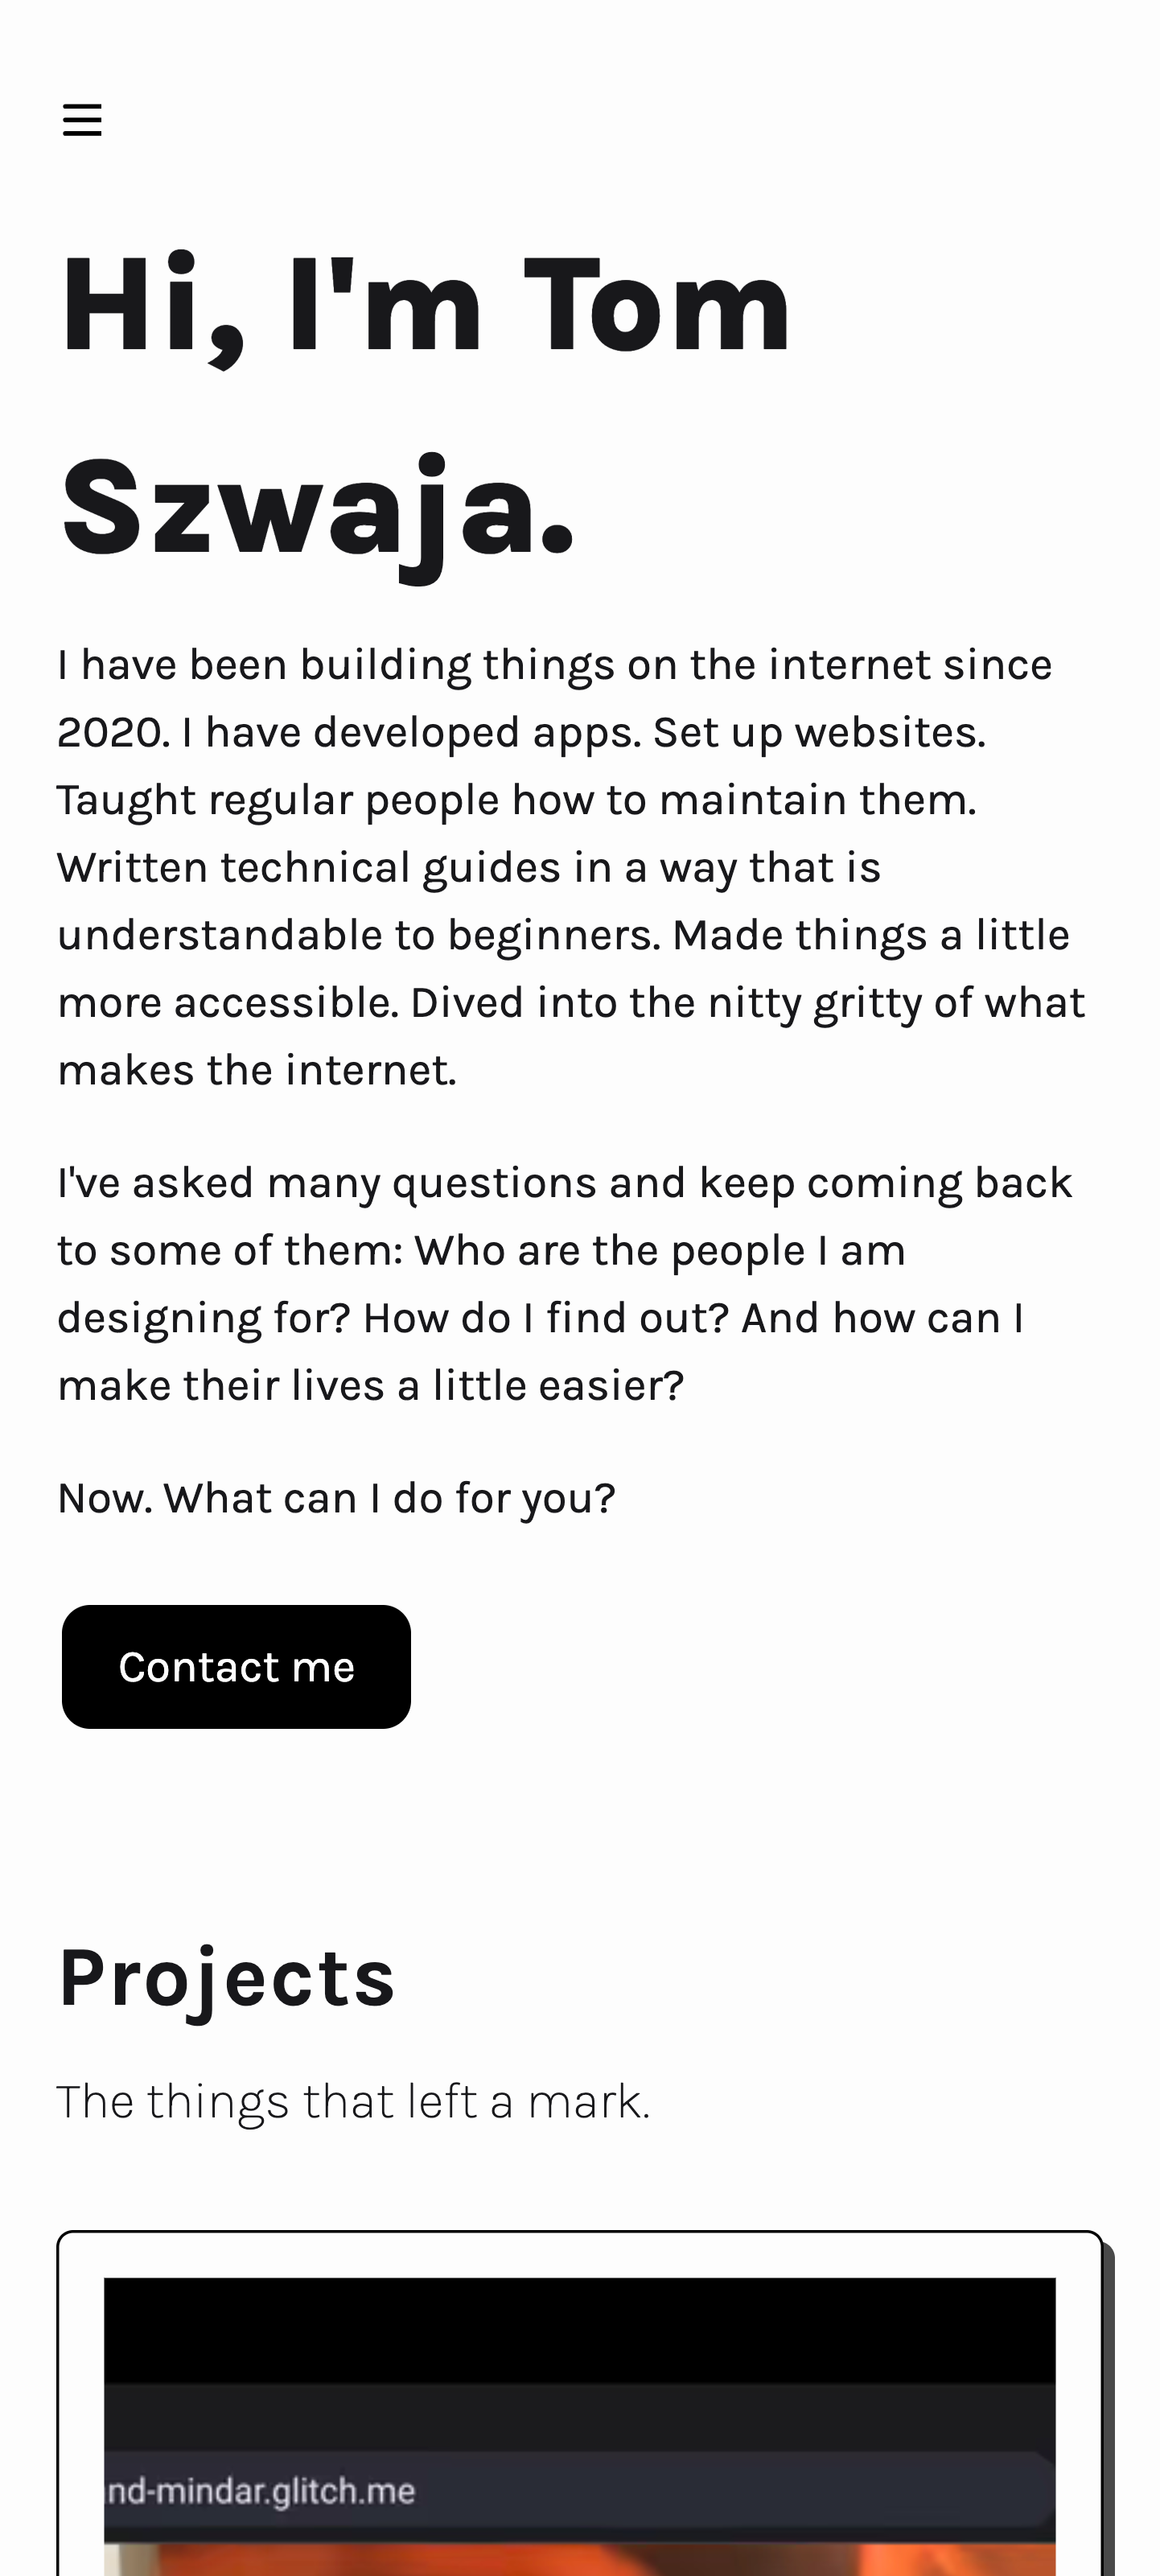 Hi, I'm Tom
Szwaja.
I have been building things on the internet since
2020. I have developed apps. Set up websites.
Taught regular people how to maintain them.
Written technical guides in a way that is
understandable to beginners. Made things a little
more accessible. Dived into the nitty gritty of what
makes the internet.
I've asked many questions and keep coming back
to some of them: Who are the people I am
designing for? How do I find out? And how can I
make their lives a little easier?
Now. What can I do for you?
Contact me
Projects
The things that left a mark.
nd-mindar.glitch.me